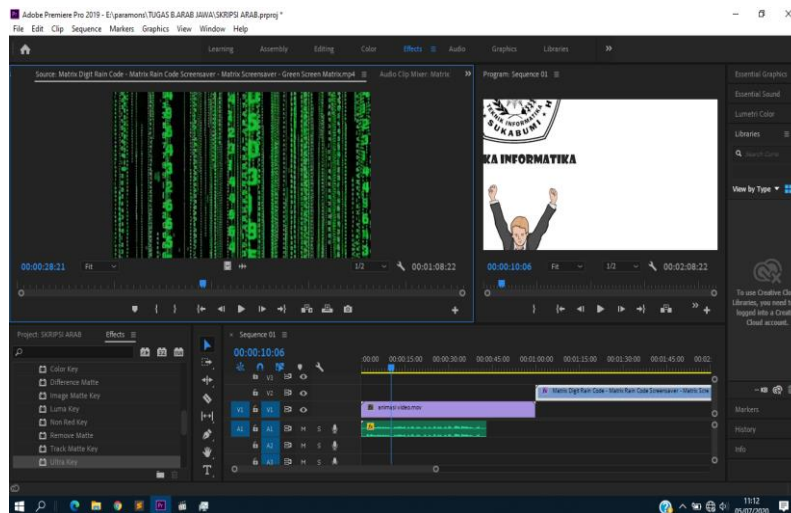 Adobe Premiere Pro 2019 - E:\paramons\TUGAS B.ARAB JAWA\SKRIPSI ARAB.prproj *
File Edit Clip Sequence Markers Graphics View Window Help
Learning Assembly Editing Color Effects Audio Graphics Libraries
Source: Matrix Digit Rain Code - Matrix Rain Code Screensaver - Matrix Screensaver - Green Screen Matrix.mp4
Audio Clip Mixer: Matrix
Program: Sequence 01
TEKNIK INFORMATIKA
SUKABUMI
KA INFORMATIKA
00:00:28:21 Fit 1/2 00:01:08:22
00:00:10:06 Fit 1/2 00:02:08:22
Essential Graphics
Essential Sound
Lumetri Color
Libraries
View by Type
To use Creative Clo
Libraries, you need t
logged into a Creat
Cloud account.
Markers
History
Info
Project: SKRIPSI ARAB Effects
Color Key
Difference Matte
Image Matte Key
Luma Key
Non Red Key
Remove Matte
Track Matte Key
Ultra Key
Sequence 01
00:00:10:06
:00:00 00:00:15:00 00:00:30:00 00:00:45:00 00:01:00:00 00:01:15:00 00:01:30:00 00:01:45:00 00:02:
V3
V2 Matrix Digit Rain Code - Matrix Rain Code Screensaver - Matrix Scre
V1 V1 animasi video.mov
A1 A1 M S
A2 M S
A3 M S
11:12
05/07/2020